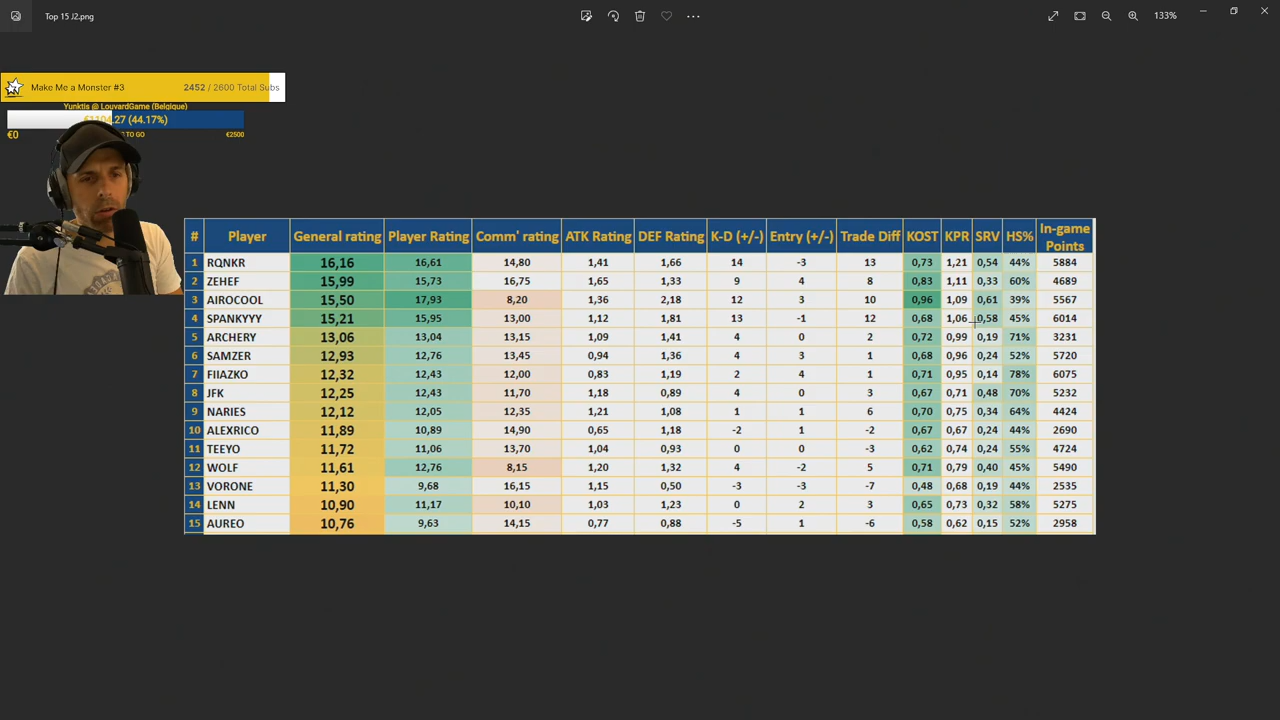 Top 15 J2.png
133%
Make Me a Monster #3 2452 / 2600 Total Subs
Yunktis @ LouvardGame (Belgique)
€1104.27 (44.17%)
€0 TO GO €2500
# Player General rating Player Rating Comm' rating ATK Rating DEF Rating K-D (+/-) Entry (+/-) Trade Diff KOST KPR SRV HS% In-game Points
1 RQNKR 16,16 16,61 14,80 1,41 1,66 14 -3 13 0,73 1,21 0,54 44% 5884
2 ZEHEF 15,99 15,73 16,75 1,65 1,33 9 4 8 0,83 1,11 0,33 60% 4689
3 AIROCOOL 15,50 17,93 8,20 1,36 2,18 12 3 10 0,96 1,09 0,61 39% 5567
4 SPANKYYY 15,21 15,95 13,00 1,12 1,81 13 -1 12 0,68 1,06 0,58 45% 6014
5 ARCHERY 13,06 13,04 13,15 1,09 1,41 4 0 2 0,72 0,99 0,19 71% 3231
6 SAMZER 12,93 12,76 13,45 0,94 1,36 4 3 1 0,68 0,96 0,24 52% 5720
7 FIIAZKO 12,32 12,43 12,00 0,83 1,19 2 4 1 0,71 0,95 0,14 78% 6075
8 JFK 12,25 12,43 11,70 1,18 0,89 4 0 3 0,67 0,71 0,48 70% 5232
9 NARIES 12,12 12,05 12,35 1,21 1,08 1 1 6 0,70 0,75 0,34 64% 4424
10 ALEXRICO 11,89 10,89 14,90 0,65 1,18 -2 1 -2 0,67 0,67 0,24 44% 2690
11 TEEYO 11,72 11,06 13,70 1,04 0,93 0 0 -3 0,62 0,74 0,24 55% 4724
12 WOLF 11,61 12,76 8,15 1,20 1,32 4 -2 5 0,71 0,79 0,40 45% 5490
13 VORONE 11,30 9,68 16,15 1,15 0,50 -3 -3 -7 0,48 0,68 0,19 44% 2535
14 LENN 10,90 11,17 10,10 1,03 1,23 0 2 3 0,65 0,73 0,32 58% 5275
15 AUREO 10,76 9,63 14,15 0,77 0,88 -5 1 -6 0,58 0,62 0,15 52% 2958